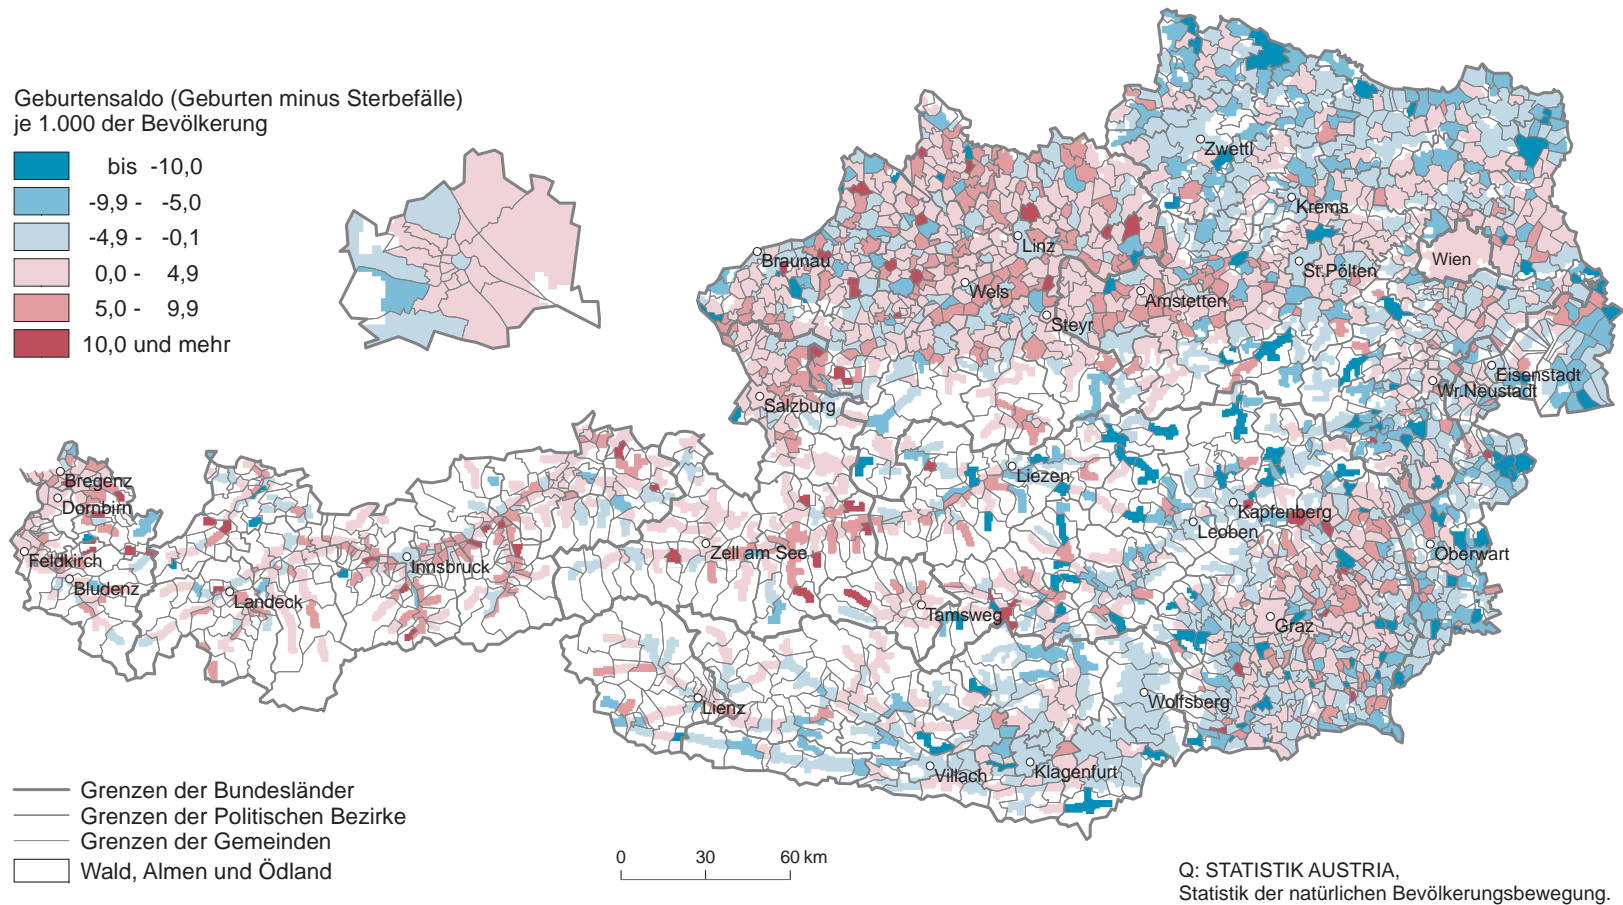 Geburtensaldo (Geburten minus Sterbefälle)
je 1.000 der Bevölkerung
bis -10,0
-9,9 - -5,0
-4,9 - -0,1
0,0 - 4,9
5,0 - 9,9
10,0 und mehr
Zwettl
Krems
Linz
Braunau
St.Pölten
Wien
Wels
Amstetten
Steyr
Eisenstadt
Wr.Neustadt
Salzburg
Bregenz
Dornbirn
Liezen
Kapfenberg
Leoben
Oberwart
Feldkirch
Innsbruck
Zell am See
Bludenz
Landeck
Tamsweg
Graz
Lienz
Wolfsberg
Villach
Klagenfurt
Grenzen der Bundesländer
Grenzen der Politischen Bezirke
Grenzen der Gemeinden
Wald, Almen und Ödland
0 30 60 km
Q: STATISTIK AUSTRIA,
Statistik der natürlichen Bevölkerungsbewegung.